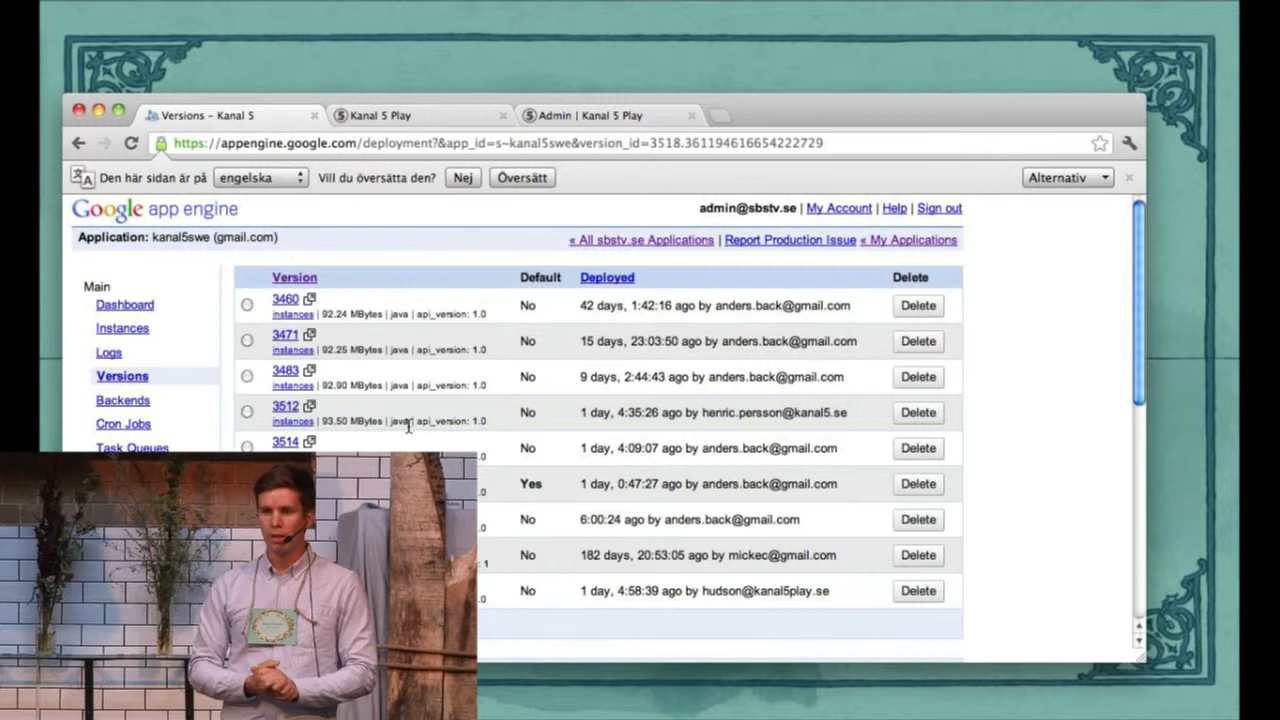 Versions – Kanal 5
Kanal 5 Play
Admin | Kanal 5 Play
https://appengine.google.com/deployment?&app_id=s~kanal5swe&version_id=3518.361194616654222729
Den här sidan är på engelska Vill du översätta den? Nej Översätt Alternativ
Google app engine
admin@sbstv.se | My Account | Help | Sign out
Application: kanal5swe (gmail.com)
« All sbstv.se Applications | Report Production Issue « My Applications
Main
Dashboard
Instances
Logs
Versions
Backends
Cron Jobs
Task Queues
Version Default Deployed Delete
3460 No 42 days, 1:42:16 ago by anders.back@gmail.com Delete
instances | 92.24 MBytes | java | api_version: 1.0
3471 No 15 days, 23:03:50 ago by anders.back@gmail.com Delete
instances | 92.25 MBytes | java | api_version: 1.0
3483 No 9 days, 2:44:43 ago by anders.back@gmail.com Delete
instances | 92.90 MBytes | java | api_version: 1.0
3512 No 1 day, 4:35:26 ago by henric.persson@kanal5.se Delete
instances | 93.50 MBytes | java | api_version: 1.0
3514 No 1 day, 4:09:07 ago by anders.back@gmail.com Delete
.0
Yes 1 day, 0:47:27 ago by anders.back@gmail.com Delete
.0
No 6:00:24 ago by anders.back@gmail.com Delete
.0
No 182 days, 20:53:05 ago by mickec@gmail.com Delete
: 1
No 1 day, 4:58:39 ago by hudson@kanal5play.se Delete
.0